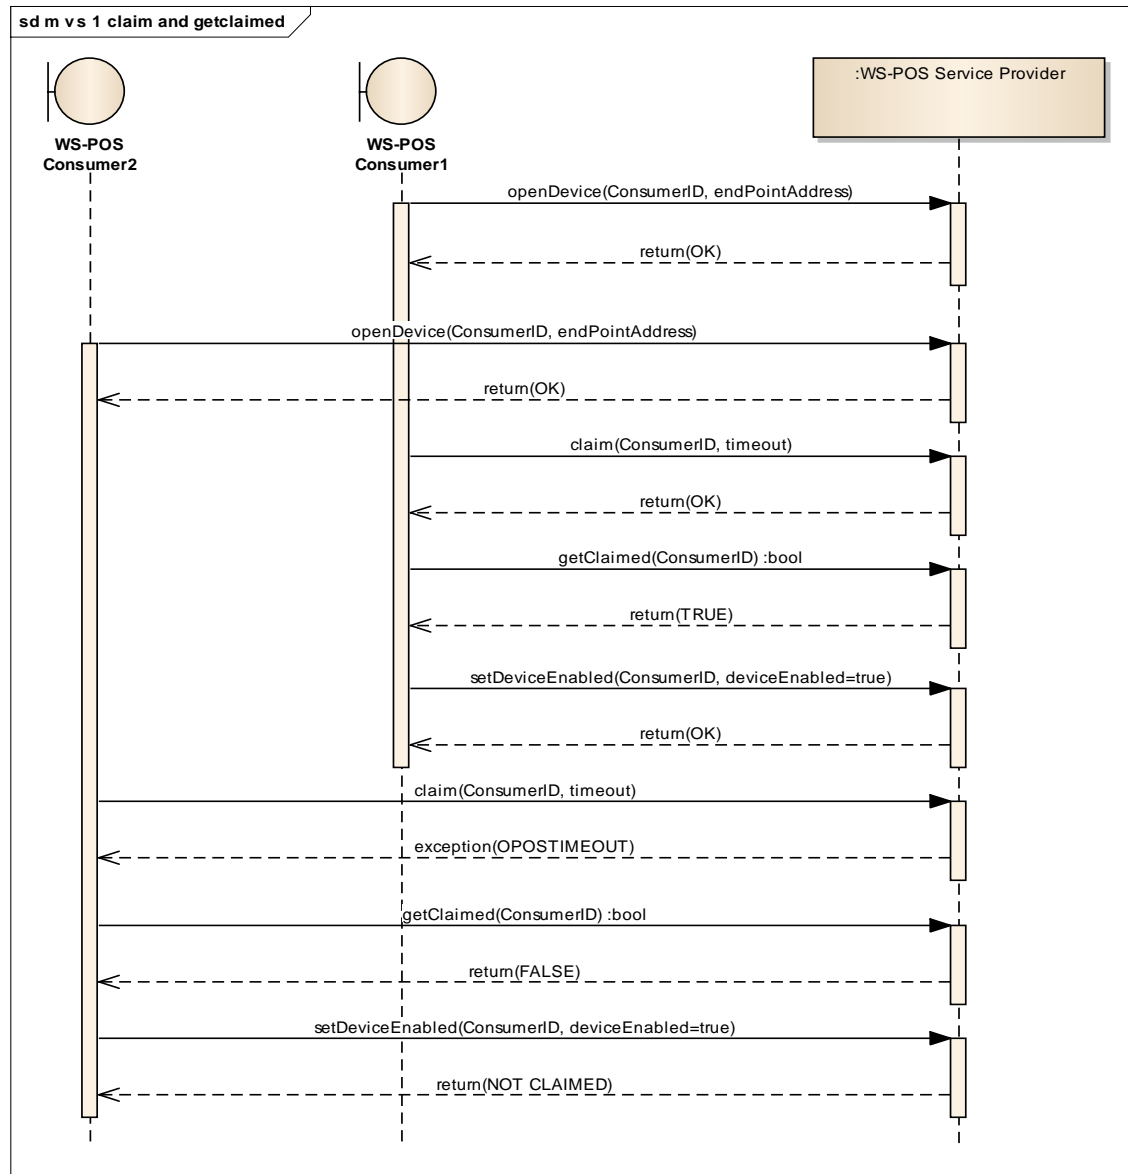 sd m v s 1 claim and getclaimed
:WS-POS Service Provider
WS-POS
Consumer2
WS-POS
Consumer1
openDevice(ConsumerID, endPointAddress)
return(OK)
openDevice(ConsumerID, endPointAddress)
return(OK)
claim(ConsumerID, timeout)
return(OK)
getClaimed(ConsumerID) :bool
return(TRUE)
setDeviceEnabled(ConsumerID, deviceEnabled=true)
return(OK)
claim(ConsumerID, timeout)
exception(OPOSTIMEOUT)
getClaimed(ConsumerID) :bool
return(FALSE)
setDeviceEnabled(ConsumerID, deviceEnabled=true)
return(NOT CLAIMED)